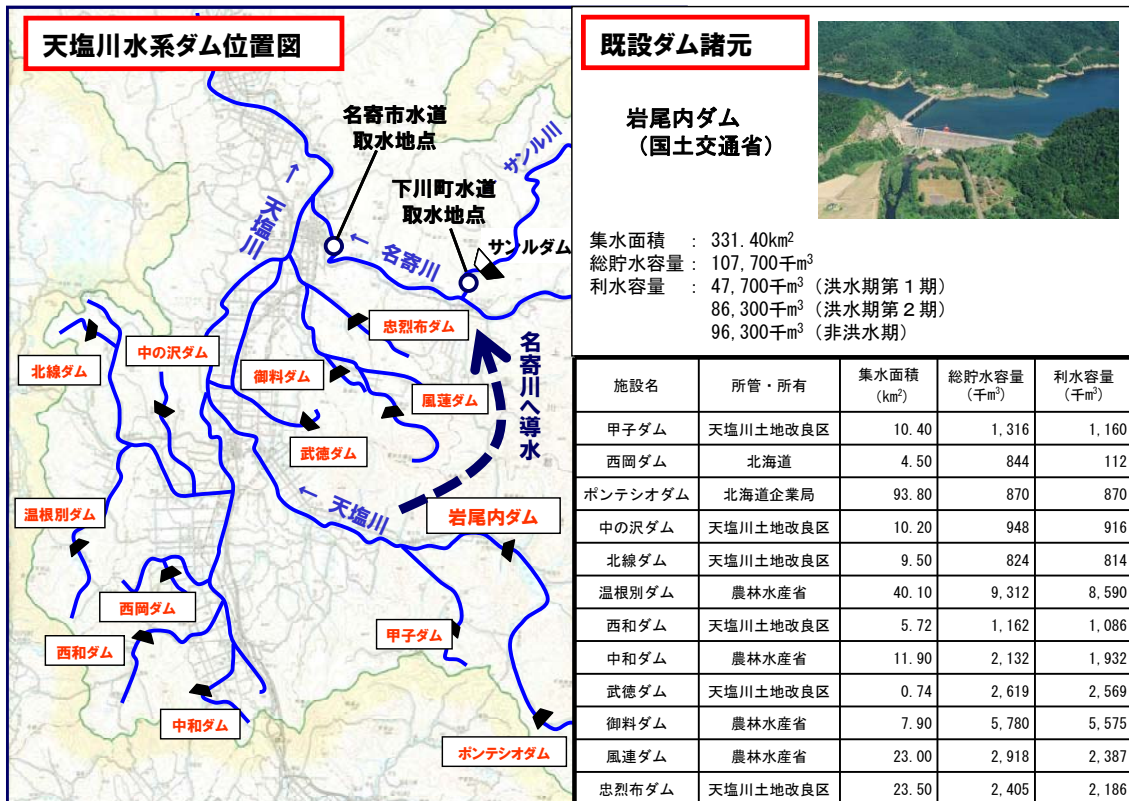 天塩川水系ダム位置図
名寄市水道
取水地点
サンル川
下川町水道
取水地点
サンルダム
天塩川
←
名寄川
←
忠烈布ダム
中の沢ダム
北線ダム
御料ダム
風蓮ダム
名寄川へ導水
武徳ダム
天塩川
←
岩尾内ダム
温根別ダム
西岡ダム
甲子ダム
西和ダム
中和ダム
ポンテシオダム
既設ダム諸元
岩尾内ダム
(国土交通省)
集水面積 : 331.40km²
総貯水容量 : 107,700千m³
利水容量 : 47,700千m³ (洪水期第1期)
86,300千m³ (洪水期第2期)
96,300千m³ (非洪水期)
施設名 所管・所有 集水面積 (km²) 総貯水容量 (千m³) 利水容量 (千m³)
甲子ダム 天塩川土地改良区 10.40 1,316 1,160
西岡ダム 北海道 4.50 844 112
ポンテシオダム 北海道企業局 93.80 870 870
中の沢ダム 天塩川土地改良区 10.20 948 916
北線ダム 天塩川土地改良区 9.50 824 814
温根別ダム 農林水産省 40.10 9,312 8,590
西和ダム 天塩川土地改良区 5.72 1,162 1,086
中和ダム 農林水産省 11.90 2,132 1,932
武徳ダム 天塩川土地改良区 0.74 2,619 2,569
御料ダム 農林水産省 7.90 5,780 5,575
風連ダム 農林水産省 23.00 2,918 2,387
忠烈布ダム 農林水産省 23.50 2,405 2,186